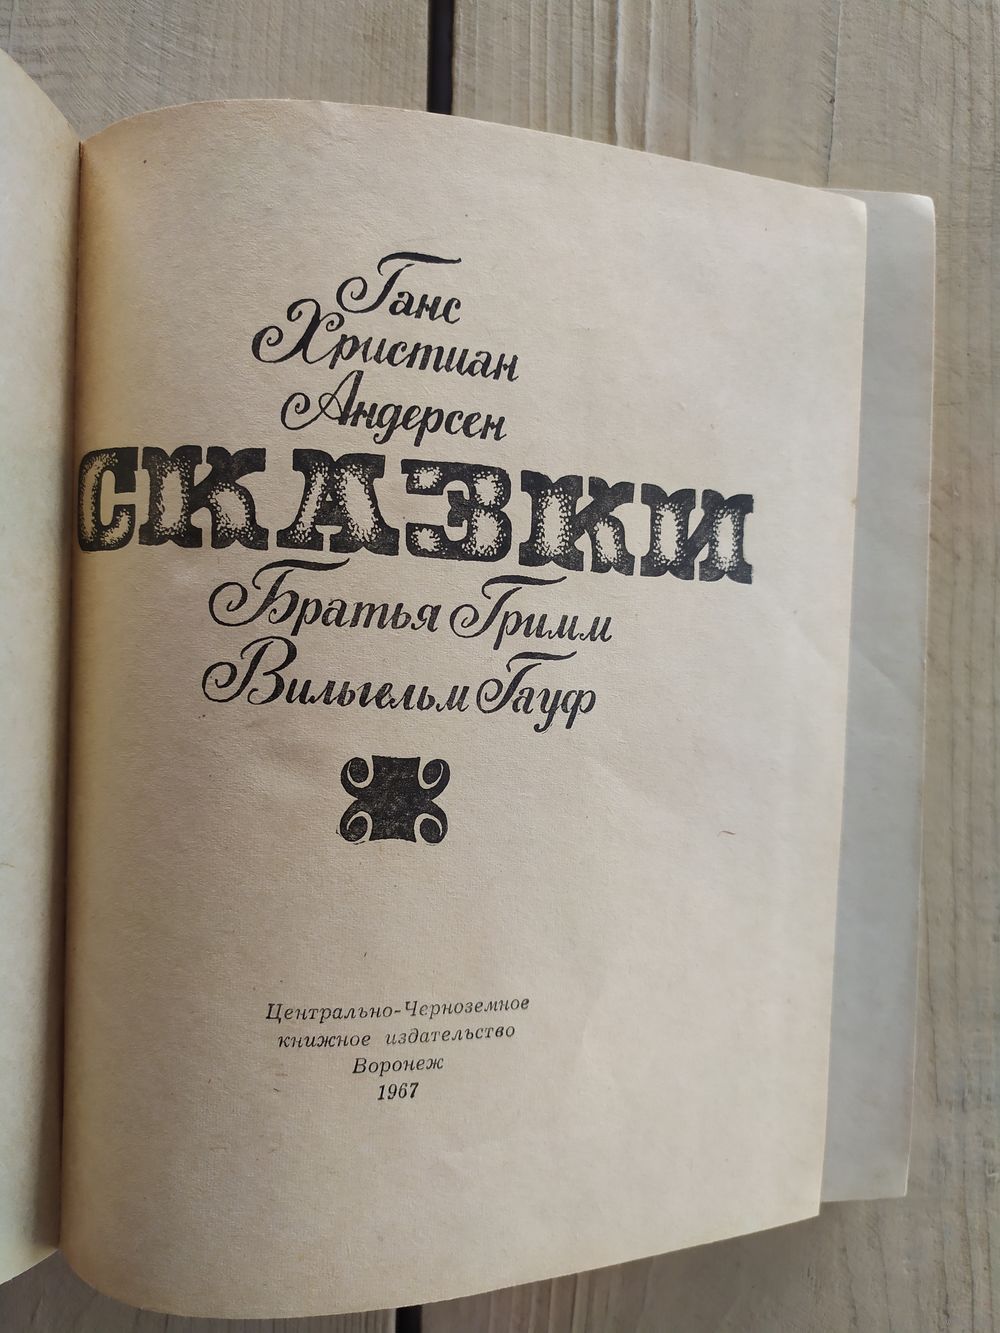 Ганс
Христиан
Андерсен
СКАЗКИ
Братья Гримм
Вильгельм Гауф
Центрально-Черноземное
книжное издательство
Воронеж
1967